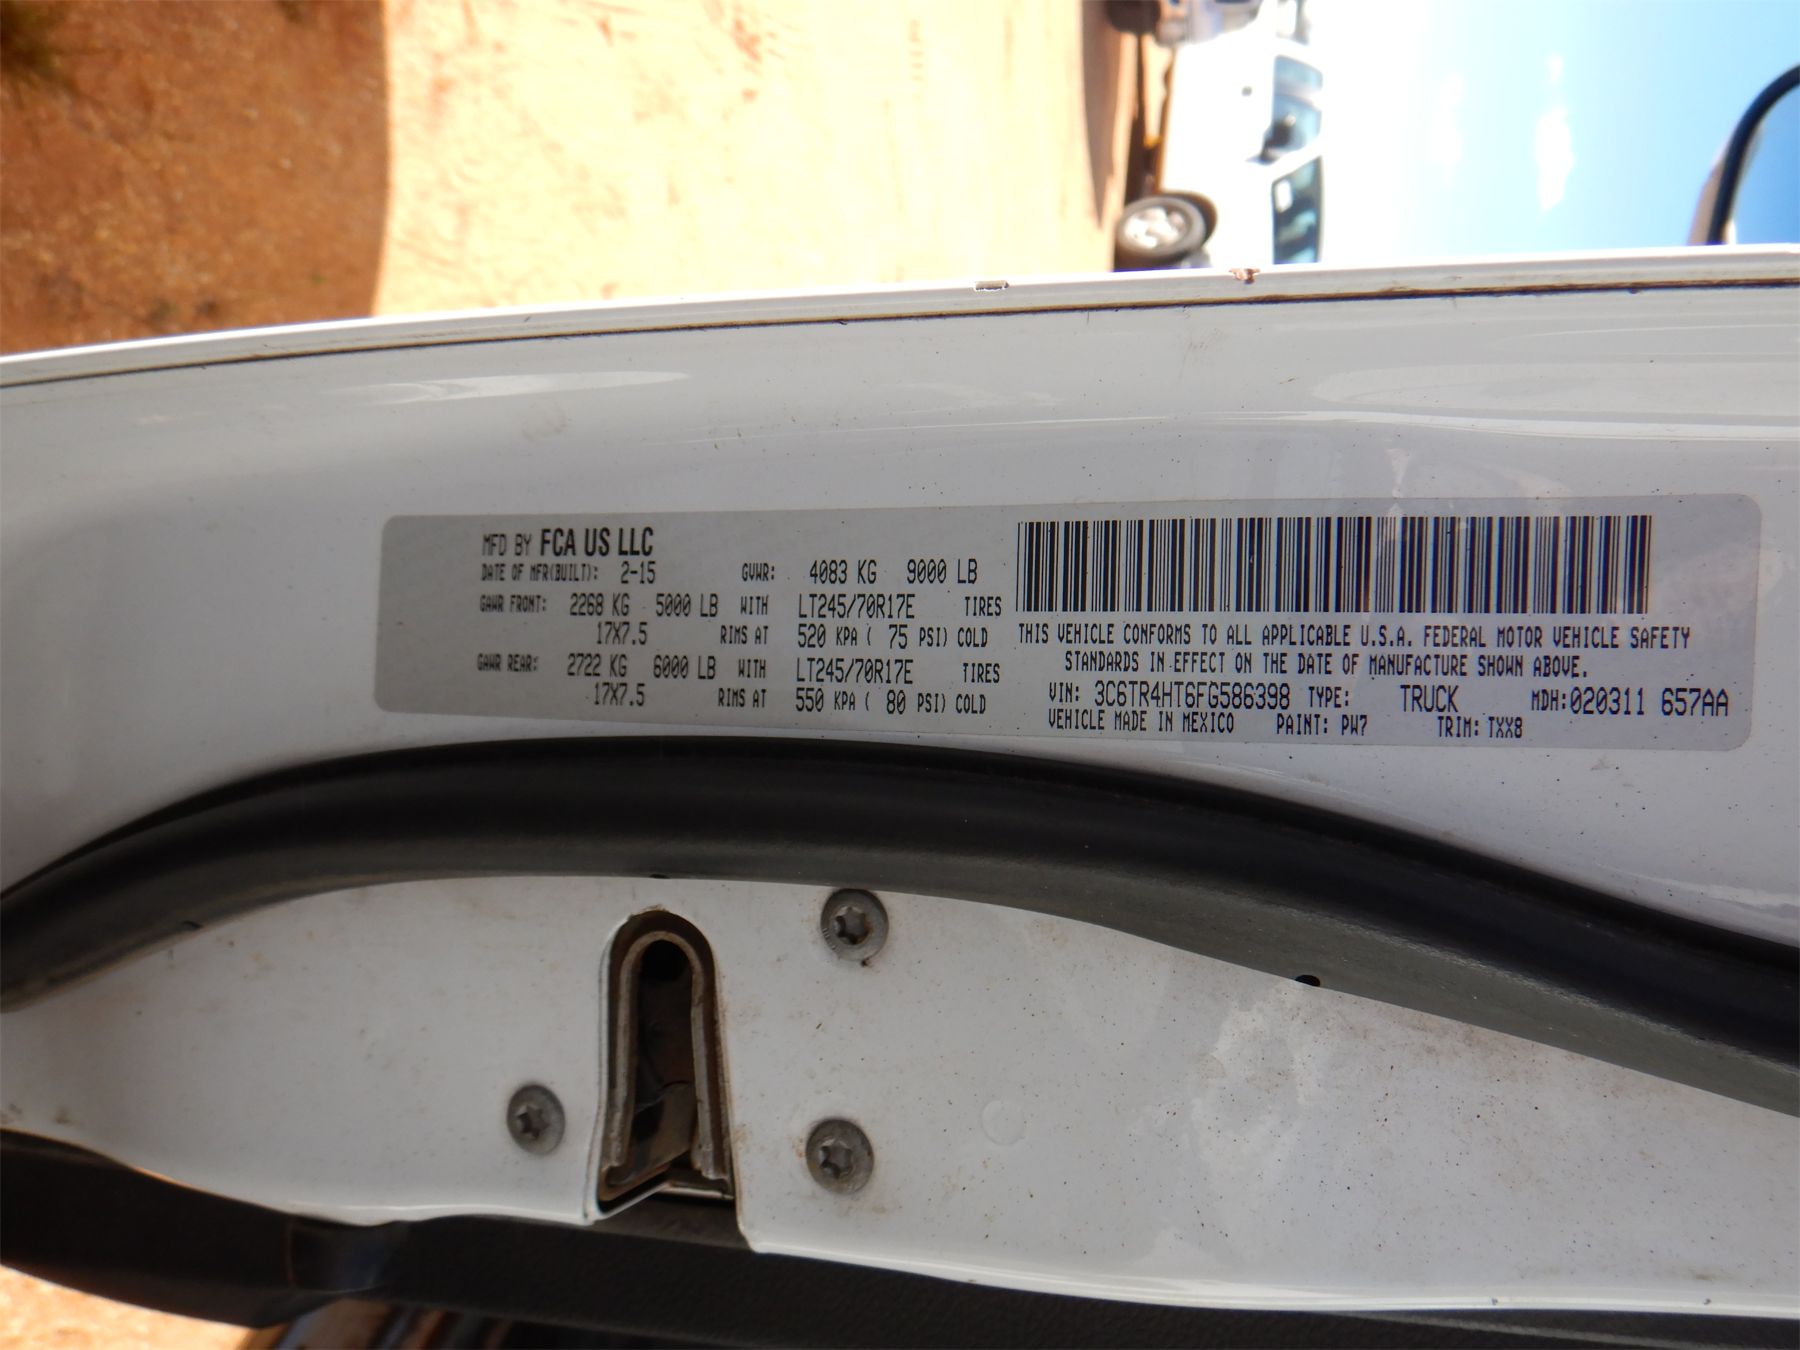 MFD BY FCA US LLC
DATE OF MFR(BUILT): 2-15 GVWR: 4083 KG 9000 LB
GAWR FRONT: 2268 KG 5000 LB WITH LT245/70R17E TIRES
17X7.5 RIMS AT 520 KPA ( 75 PSI) COLD
GAWR REAR: 2722 KG 6000 LB WITH LT245/70R17E TIRES
17X7.5 RIMS AT 550 KPA ( 80 PSI) COLD
THIS VEHICLE CONFORMS TO ALL APPLICABLE U.S.A. FEDERAL MOTOR VEHICLE SAFETY
STANDARDS IN EFFECT ON THE DATE OF MANUFACTURE SHOWN ABOVE.
VIN: 3C6TR4HT6FG586398 TYPE: TRUCK MDH:020311 657AA
VEHICLE MADE IN MEXICO PAINT: PW7 TRIM: TXX8